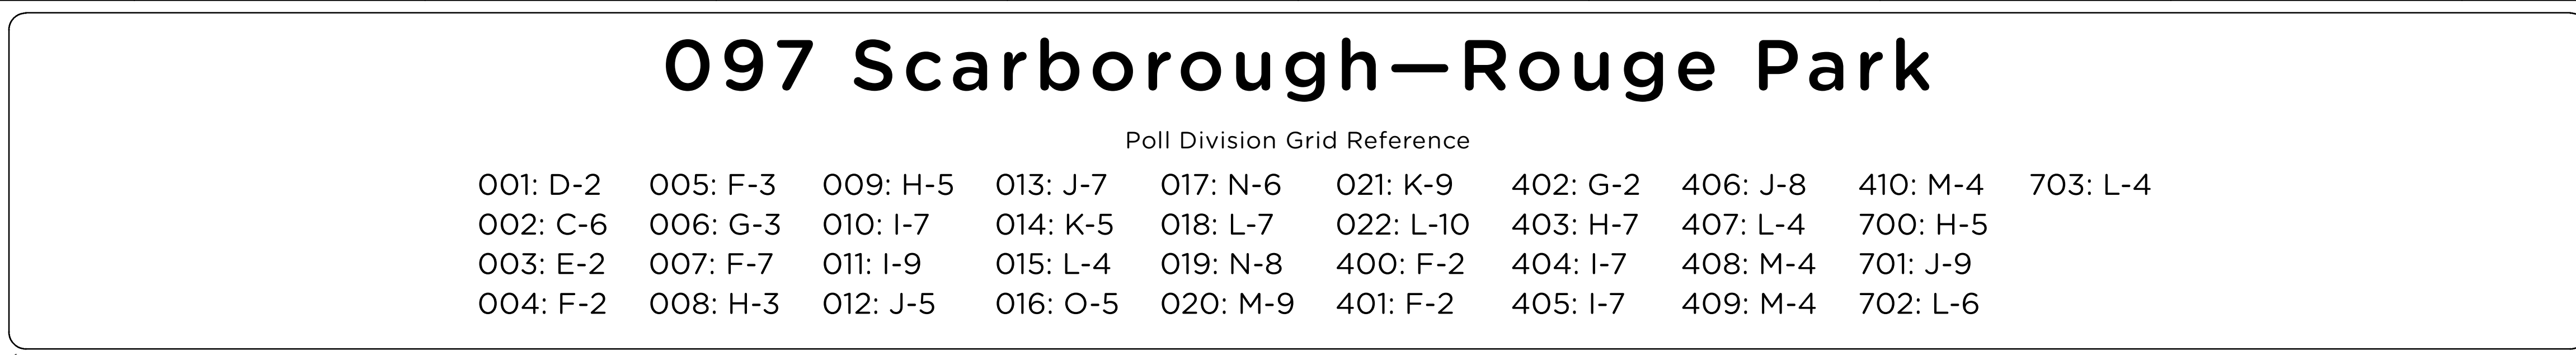 097 Scarborough—Rouge Park
Poll Division Grid Reference
001: D-2 005: F-3 009: H-5 013: J-7 017: N-6 021: K-9 402: G-2 406: J-8 410: M-4 703: L-4
002: C-6 006: G-3 010: I-7 014: K-5 018: L-7 022: L-10 403: H-7 407: L-4 700: H-5
003: E-2 007: F-7 011: I-9 015: L-4 019: N-8 400: F-2 404: I-7 408: M-4 701: J-9
004: F-2 008: H-3 012: J-5 016: O-5 020: M-9 401: F-2 405: I-7 409: M-4 702: L-6